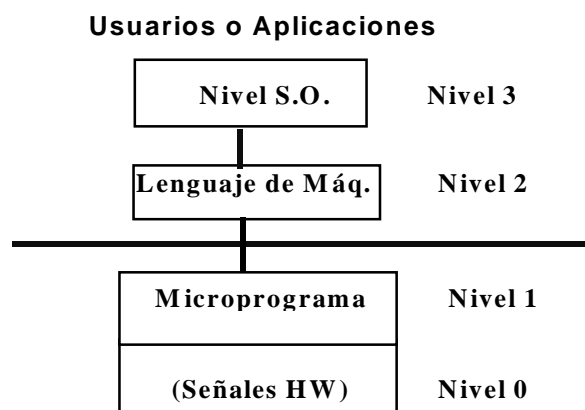 Usuarios o Aplicaciones
Nivel S.O. Nivel 3
Lenguaje de Máq. Nivel 2
Microprograma Nivel 1
(Señales HW) Nivel 0